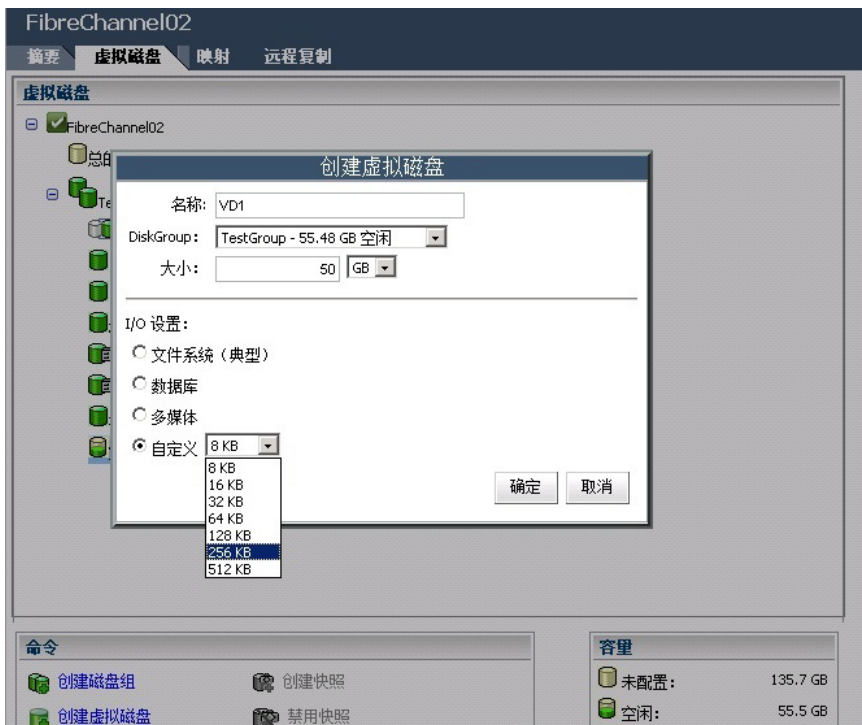 FibreChannel02
摘要 虚拟磁盘 映射 远程复制
虚拟磁盘
FibreChannel02
总的
Te
创建虚拟磁盘
名称: VD1
DiskGroup: TestGroup - 55.48 GB 空闲
大小: 50 GB
I/O 设置:
文件系统（典型）
数据库
多媒体
自定义 8 KB
8 KB
16 KB
32 KB
64 KB
128 KB
256 KB
512 KB
确定 取消
命令
创建磁盘组 创建快照
创建虚拟磁盘 禁用快照
容量
未配置: 135.7 GB
空闲: 55.5 GB